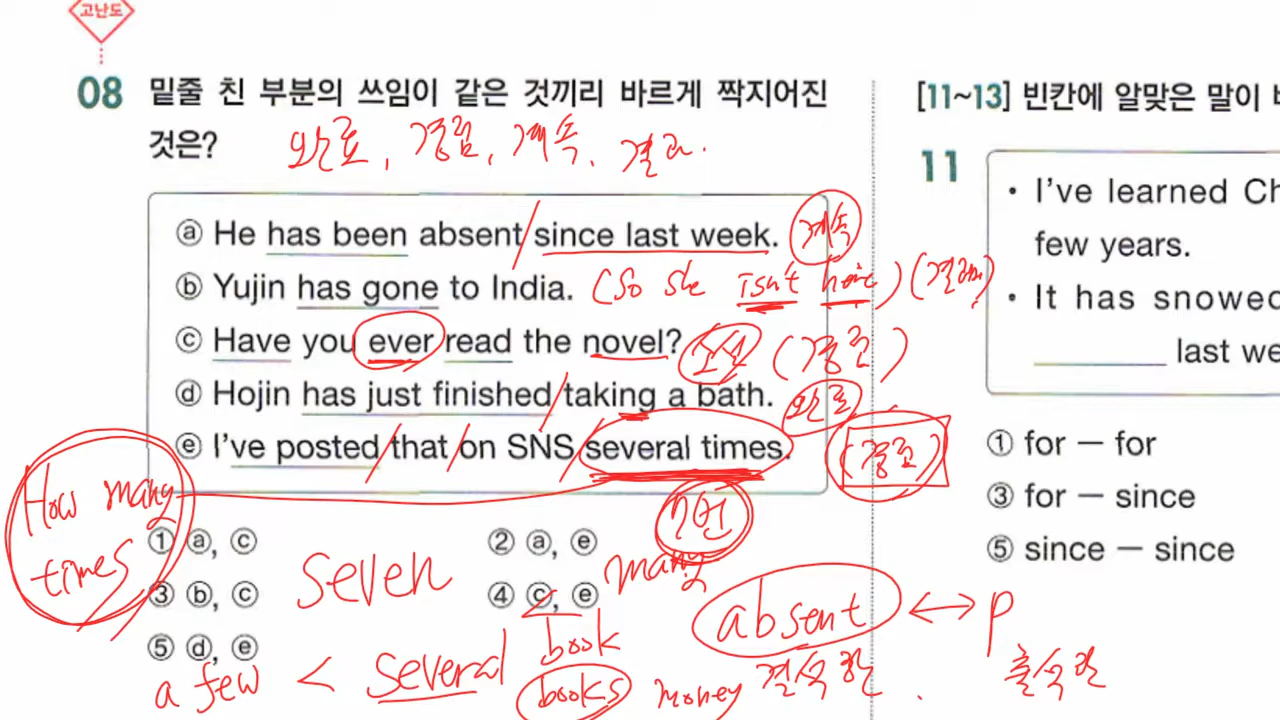 고난도
08 밑줄 친 부분의 쓰임이 같은 것끼리 바르게 짝지어진
것은?
완료, 경험, 계속, 결과.
ⓐ He has been absent since last week. 계속
ⓑ Yujin has gone to India. (so she isn't here) (결과)
ⓒ Have you ever read the novel? 소설 (경험)
ⓓ Hojin has just finished taking a bath. 완료
ⓔ I've posted that on SNS several times. (경험)
How many
times
7번
① ⓐ, ⓒ
② ⓐ, ⓔ
③ ⓑ, ⓒ
④ ⓒ, ⓔ
⑤ ⓓ, ⓔ
seven
many
a few < several
book
books
money
absent ↔ p
결석한
출석한
[11~13] 빈칸에 알맞은 말이
11
• I've learned Ch
few years.
• It has snowed
________ last we
① for – for
③ for – since
⑤ since – since